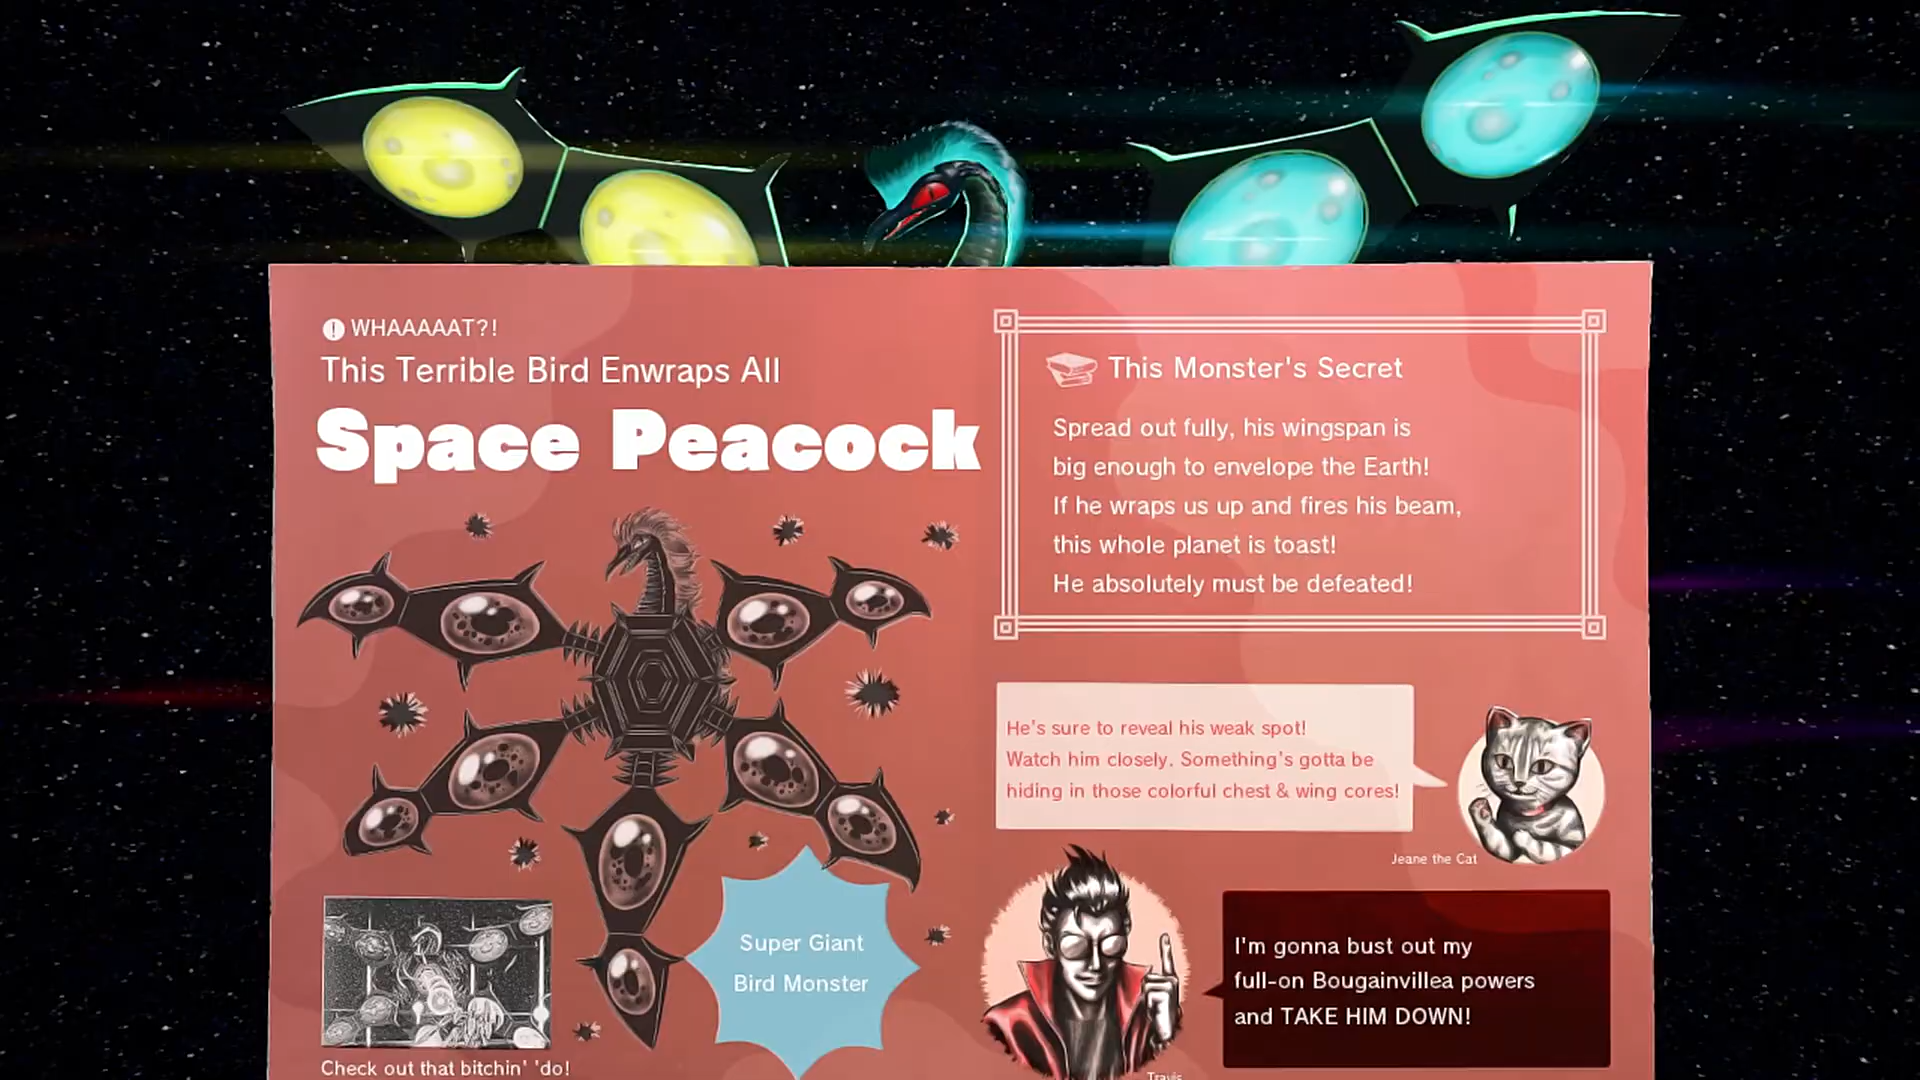 WHAAAAAT?!
This Terrible Bird Enwraps All
Space Peacock
This Monster's Secret
Spread out fully, his wingspan is
big enough to envelope the Earth!
If he wraps us up and fires his beam,
this whole planet is toast!
He absolutely must be defeated!
He's sure to reveal his weak spot!
Watch him closely. Something's gotta be
hiding in those colorful chest & wing cores!
Jeane the Cat
Super Giant
Bird Monster
I'm gonna bust out my
full-on Bougainvillea powers
and TAKE HIM DOWN!
Travis
Check out that bitchin' 'do!